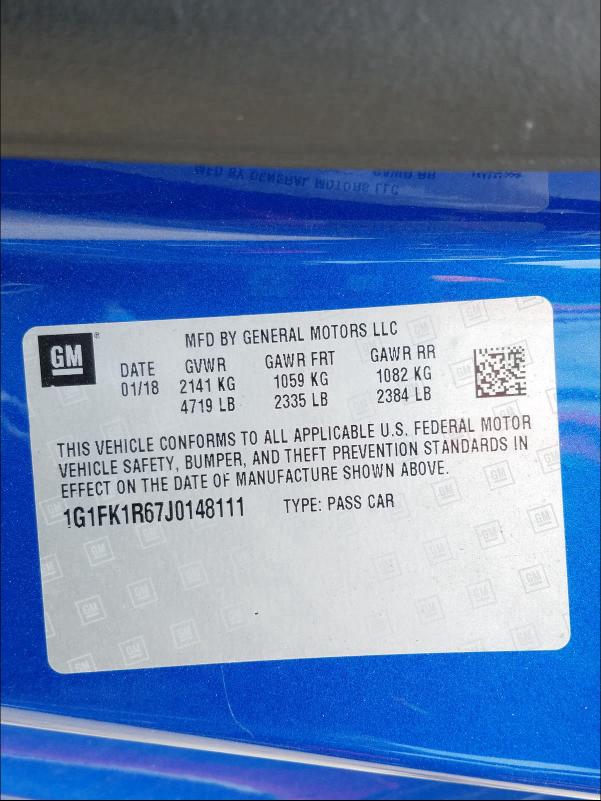 GM
MFD BY GENERAL MOTORS LLC
DATE GVWR GAWR FRT GAWR RR
01/18 2141 KG 1059 KG 1082 KG
4719 LB 2335 LB 2384 LB
THIS VEHICLE CONFORMS TO ALL APPLICABLE U.S. FEDERAL MOTOR
VEHICLE SAFETY, BUMPER, AND THEFT PREVENTION STANDARDS IN
EFFECT ON THE DATE OF MANUFACTURE SHOWN ABOVE.
1G1FK1R67J0148111 TYPE: PASS CAR